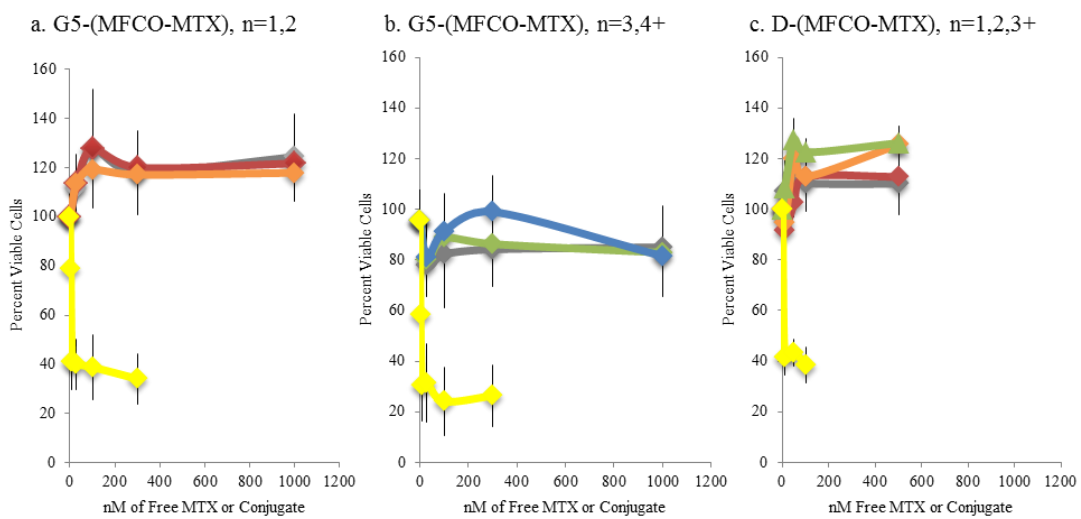 a. G5-(MFCO-MTX), n=1,2
160
140
120
100
80
60
40
20
0
Percent Viable Cells
0 200 400 600 800 1000 1200
nM of Free MTX or Conjugate
b. G5-(MFCO-MTX), n=3,4+
160
140
120
100
80
60
40
20
0
Percent Viable Cells
0 200 400 600 800 1000 1200
nM of Free MTX or Conjugate
c. D-(MFCO-MTX), n=1,2,3+
160
140
120
100
80
60
40
20
0
Percent Viable Cells
0 200 400 600 800 1000 1200
nM of Free MTX or Conjugate